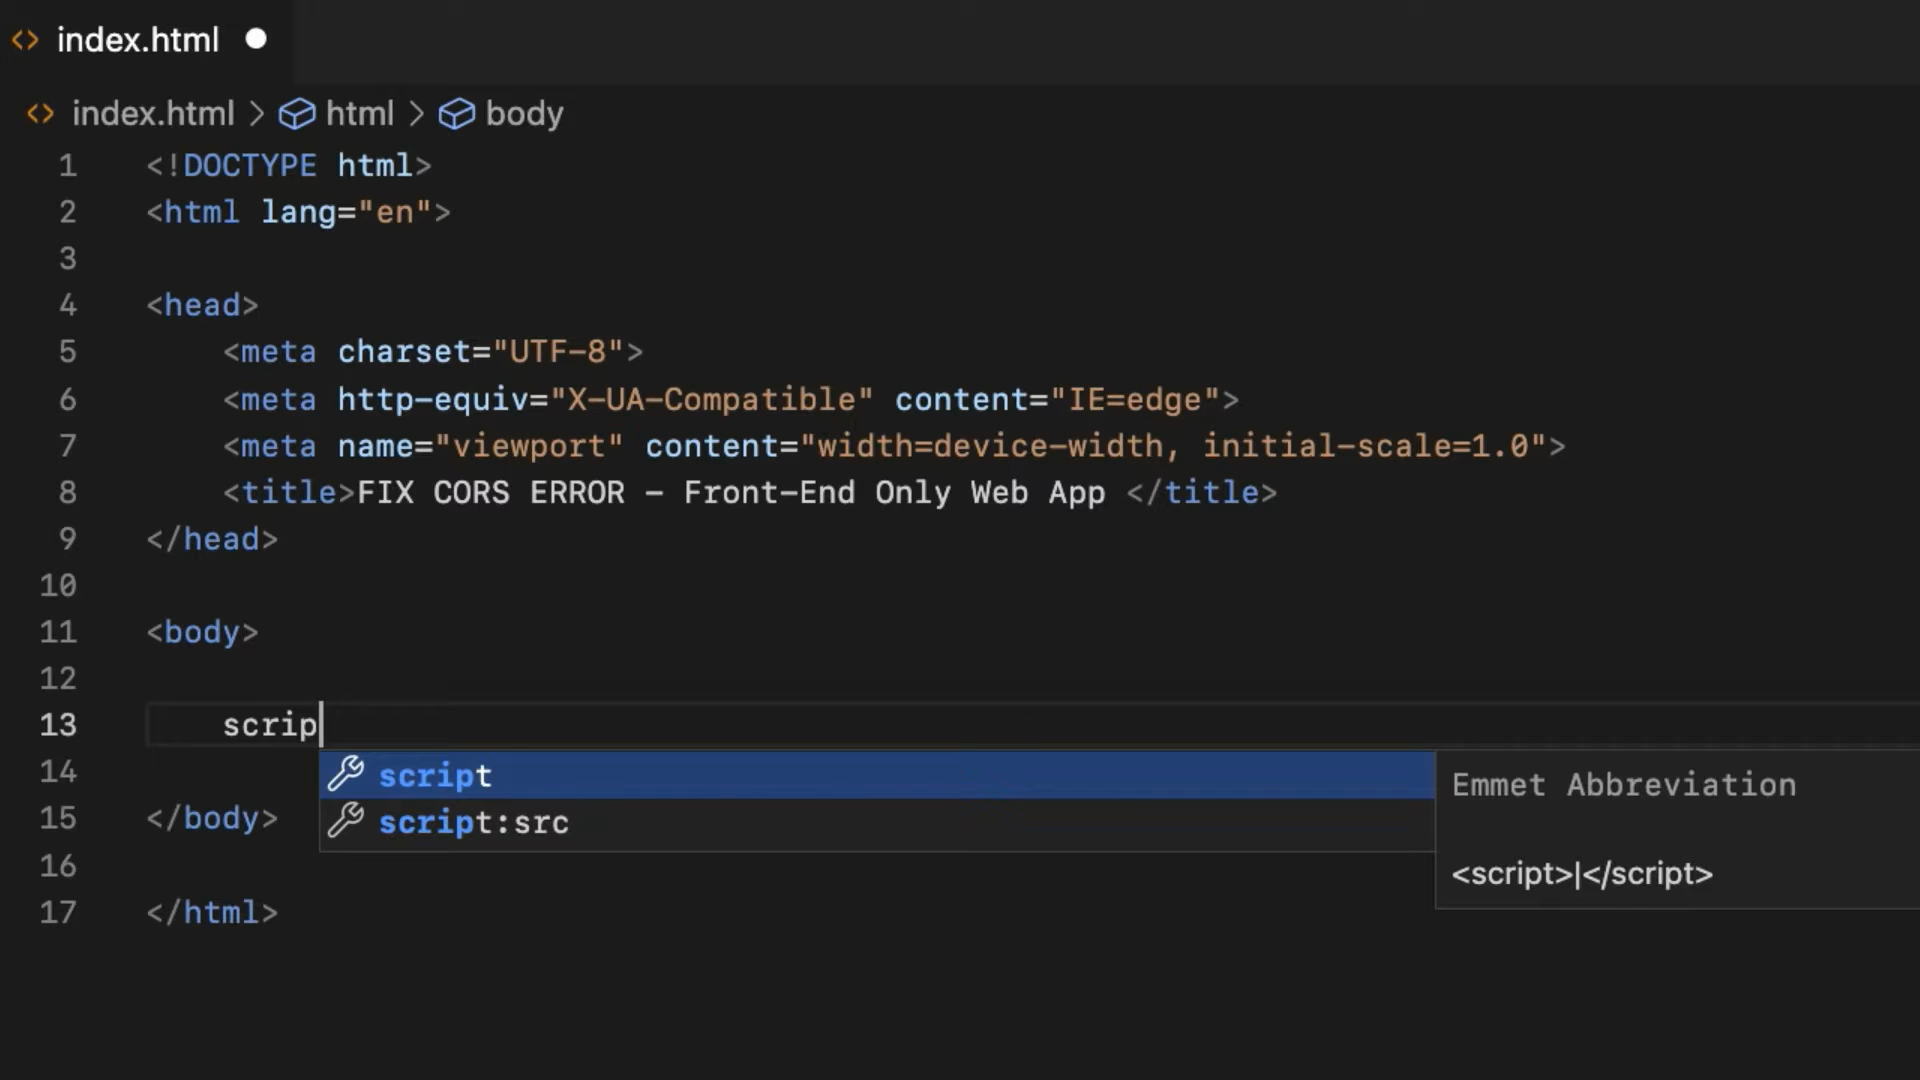 index.html
index.html > html > body
1 <!DOCTYPE html>
2 <html lang="en">
3
4 <head>
5 <meta charset="UTF-8">
6 <meta http-equiv="X-UA-Compatible" content="IE=edge">
7 <meta name="viewport" content="width=device-width, initial-scale=1.0">
8 <title>FIX CORS ERROR - Front-End Only Web App </title>
9 </head>
10
11 <body>
12
13 scrip
14
script
script:src
Emmet Abbreviation
<script>|</script>
15 </body>
16
17 </html>